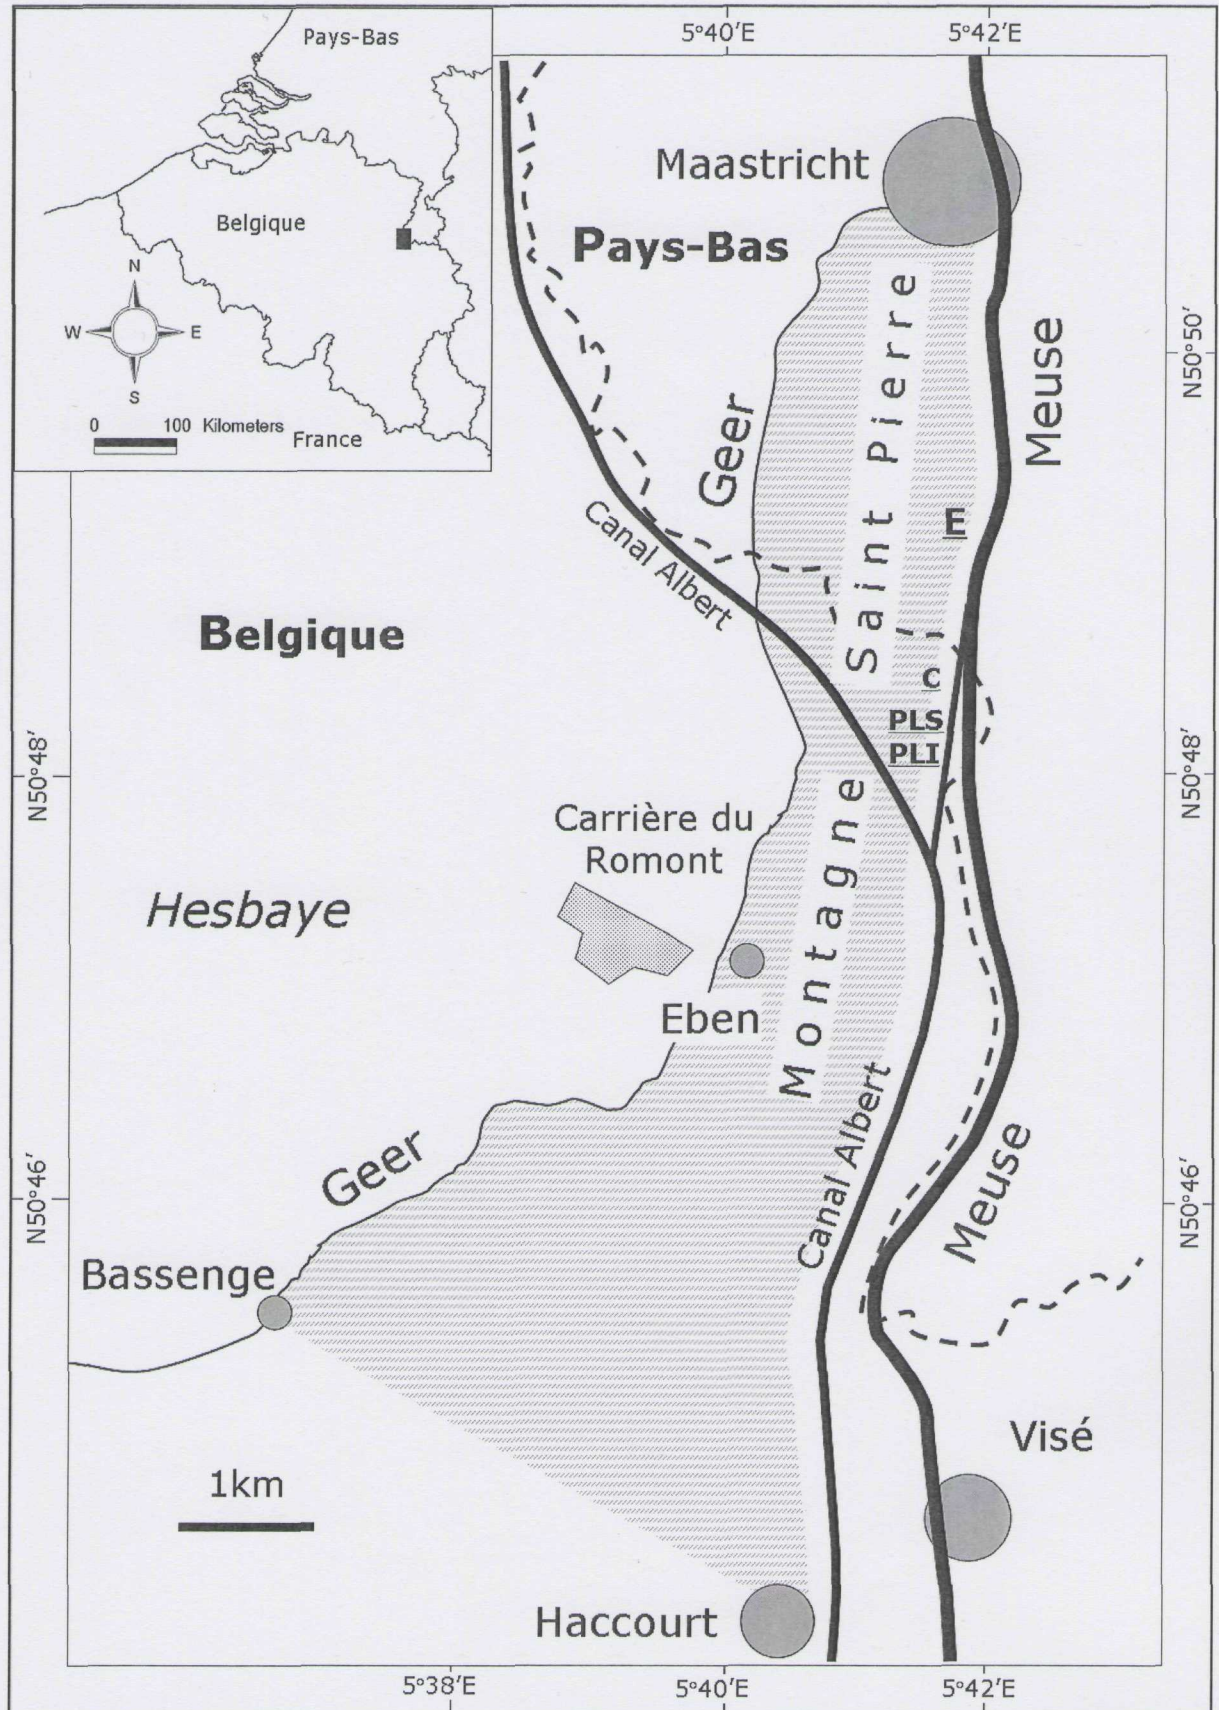 5°40'E
5°42'E
Pays-Bas
Belgique
N
W
E
S
0
100 Kilometers
France
Maastricht
Pays-Bas
N50°50'
Meuse
Geer
Saint Pierre
E
Canal Albert
Belgique
C
PLS
PLI
N50°48'
N50°48'
Carrière du
Romont
Montagne
Hesbaye
Eben
Canal Albert
Meuse
Geer
N50°46'
N50°46'
Bassenge
Visé
1km
Haccourt
5°38'E
5°40'E
5°42'E